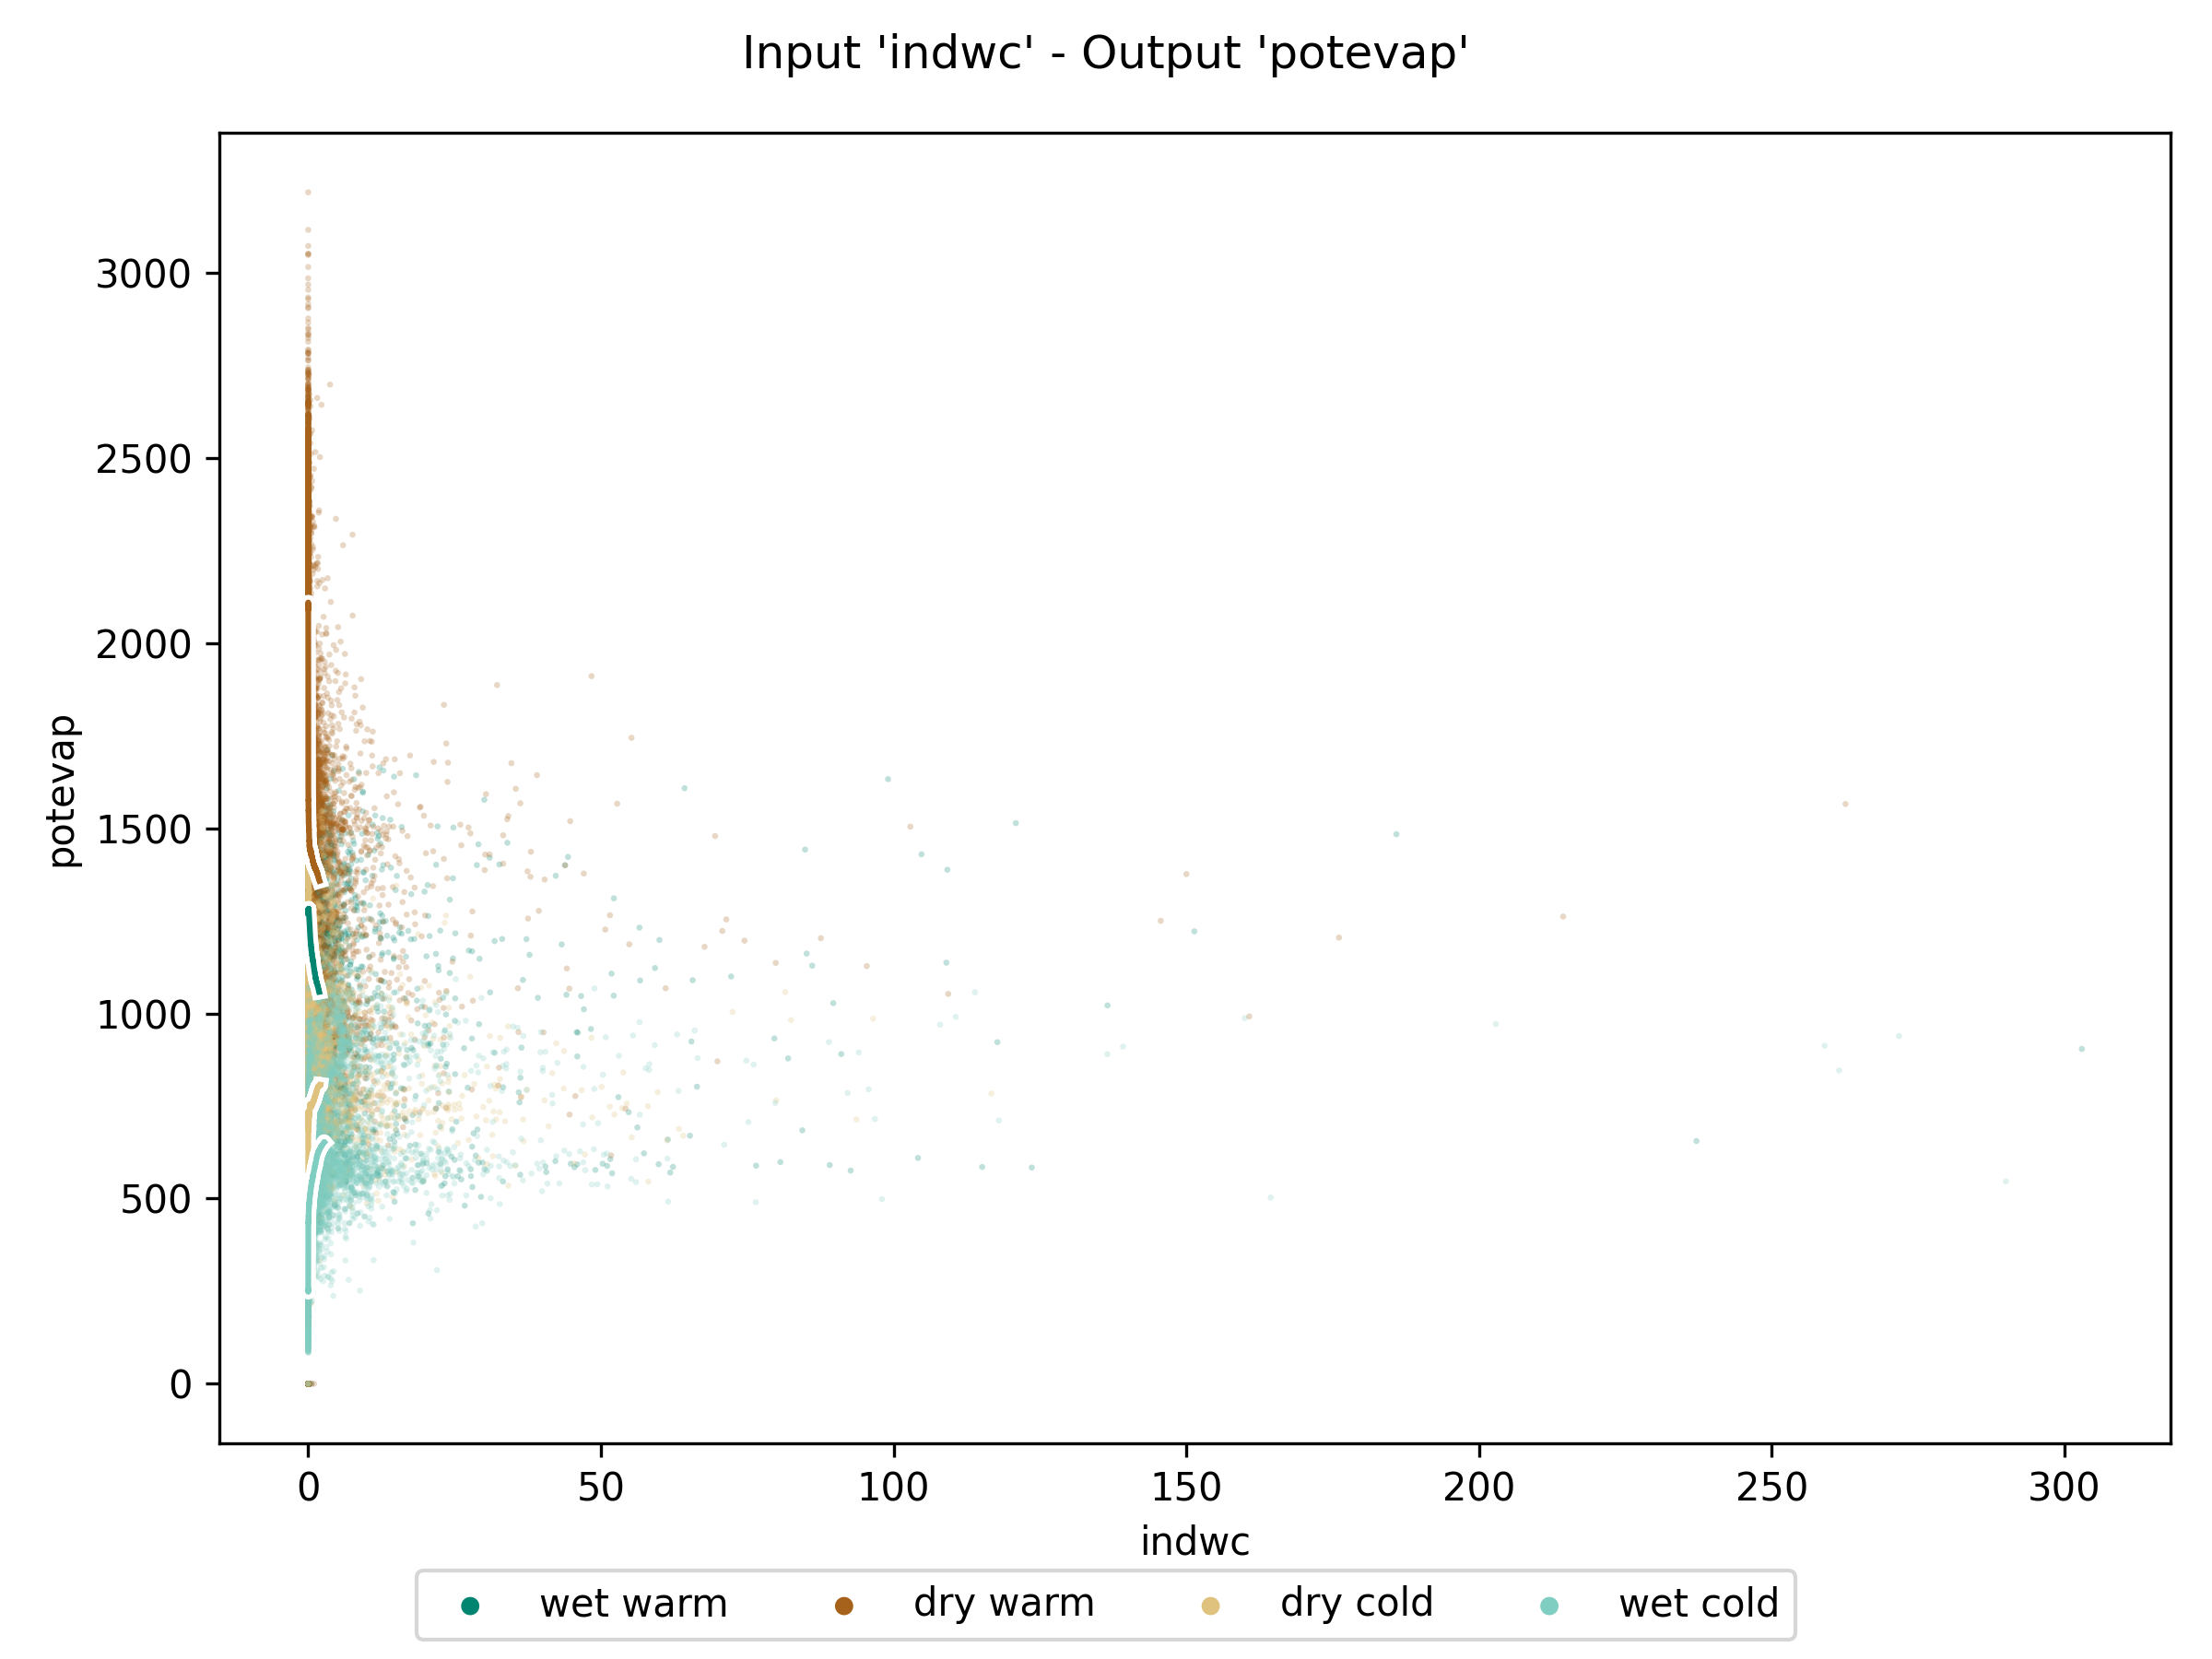 Input 'indwc' - Output 'potevap'
3000
2500
2000
1500
1000
500
0
potevap
0 50 100 150 200 250 300
indwc
wet warm dry warm dry cold wet cold